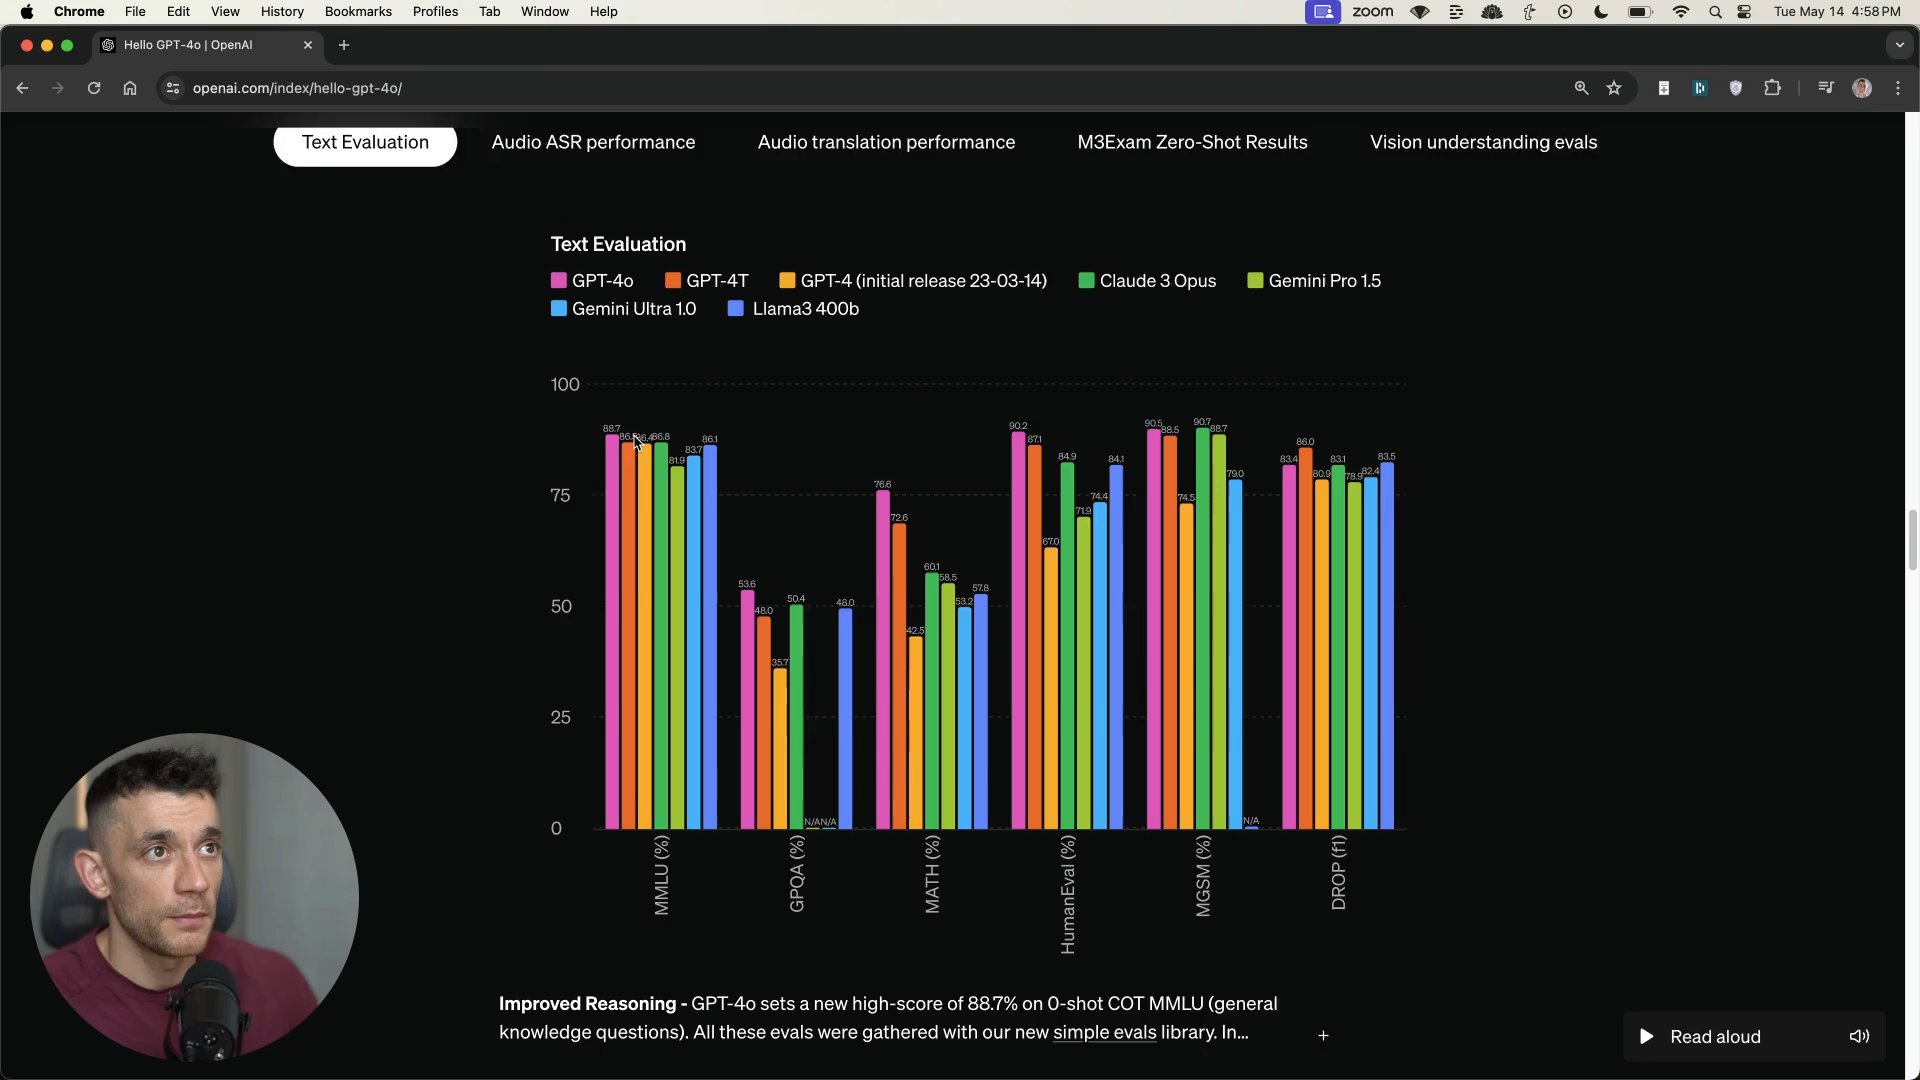 Chrome File Edit View History Bookmarks Profiles Tab Window Help zoom Tue May 14 4:58 PM
Hello GPT-4o | OpenAI
openai.com/index/hello-gpt-4o/
Text Evaluation Audio ASR performance Audio translation performance M3Exam Zero-Shot Results Vision understanding evals
Text Evaluation
GPT-4o GPT-4T GPT-4 (initial release 23-03-14) Claude 3 Opus Gemini Pro 1.5
Gemini Ultra 1.0 Llama3 400b
100
75
50
25
0
88.7 86.8 81.9 83.7 86.1
53.6 48.0 35.7 50.4 N/A N/A 48.0
76.6 72.6 42.5 60.1 58.5 53.2 57.8
90.2 87.1 67.0 84.9 71.9 74.4 84.1
90.5 88.5 74.5 90.7 88.7 79.0 N/A
83.4 86.0 80.9 83.1 78.9 82.4 83.5
MMLU (%) GPQA (%) MATH (%) HumanEval (%) MGSM (%) DROP (f1)
Improved Reasoning - GPT-4o sets a new high-score of 88.7% on 0-shot COT MMLU (general
knowledge questions). All these evals were gathered with our new simple evals library. In...
+
Read aloud